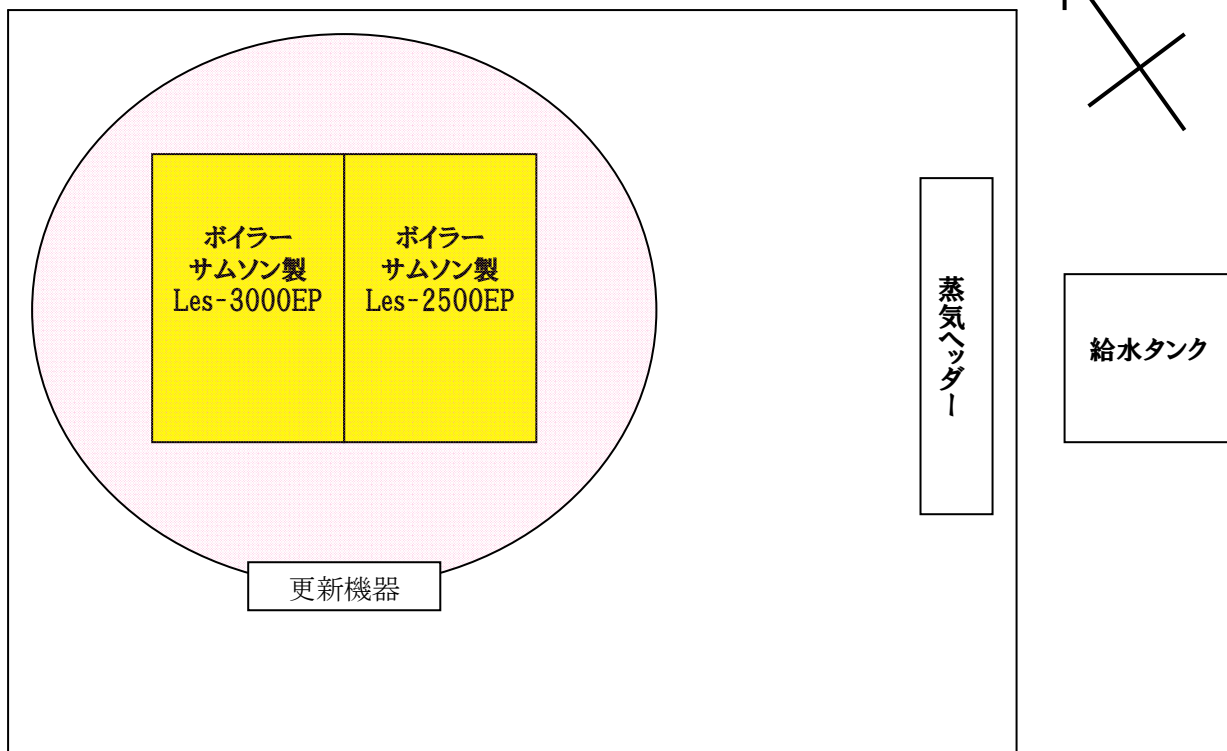 ボイラー
サムソン製
Les-3000EP
ボイラー
サムソン製
Les-2500EP
蒸気ヘッダー
給水タンク
更新機器